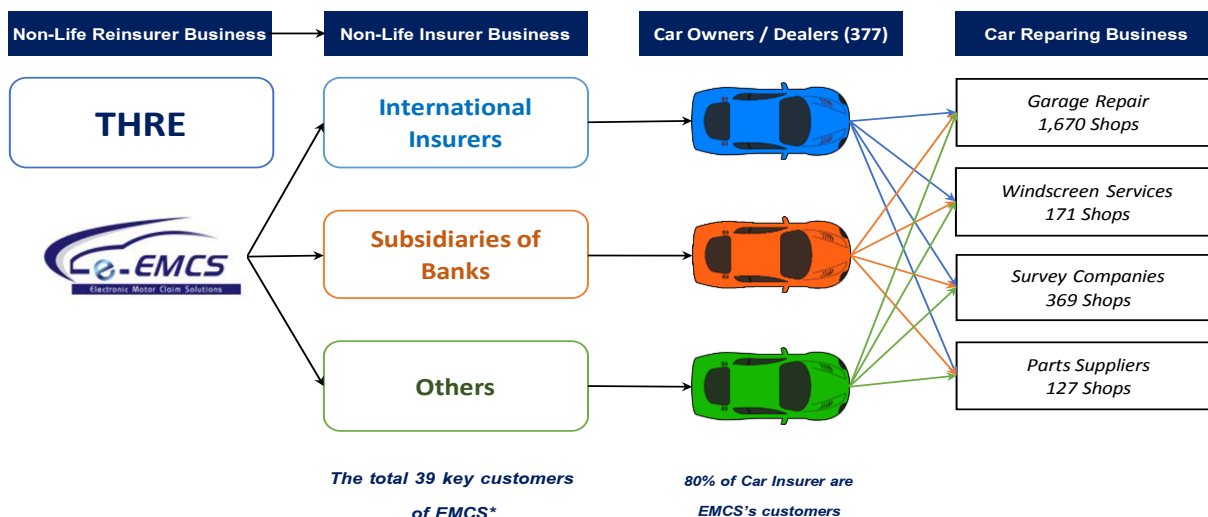 Non-Life Reinsurer Business
Non-Life Insurer Business
Car Owners / Dealers (377)
Car Reparing Business
THRE
e-EMCS
Electronic Motor Claim Solutions
International
Insurers
Subsidiaries of
Banks
Others
Garage Repair
1,670 Shops
Windscreen Services
171 Shops
Survey Companies
369 Shops
Parts Suppliers
127 Shops
The total 39 key customers
of EMCS*
80% of Car Insurer are
EMCS's customers